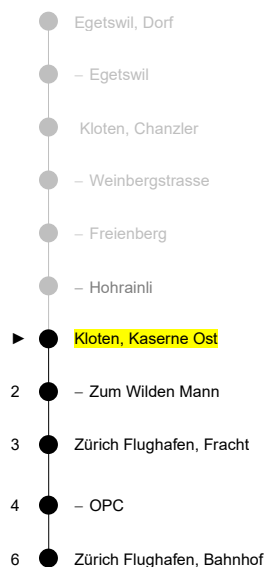 Egetswil, Dorf
– Egetswil
Kloten, Chanzler
– Weinbergstrasse
– Freienberg
– Hohrainli
► Kloten, Kaserne Ost
2 – Zum Wilden Mann
3 Zürich Flughafen, Fracht
4 – OPC
6 Zürich Flughafen, Bahnhof